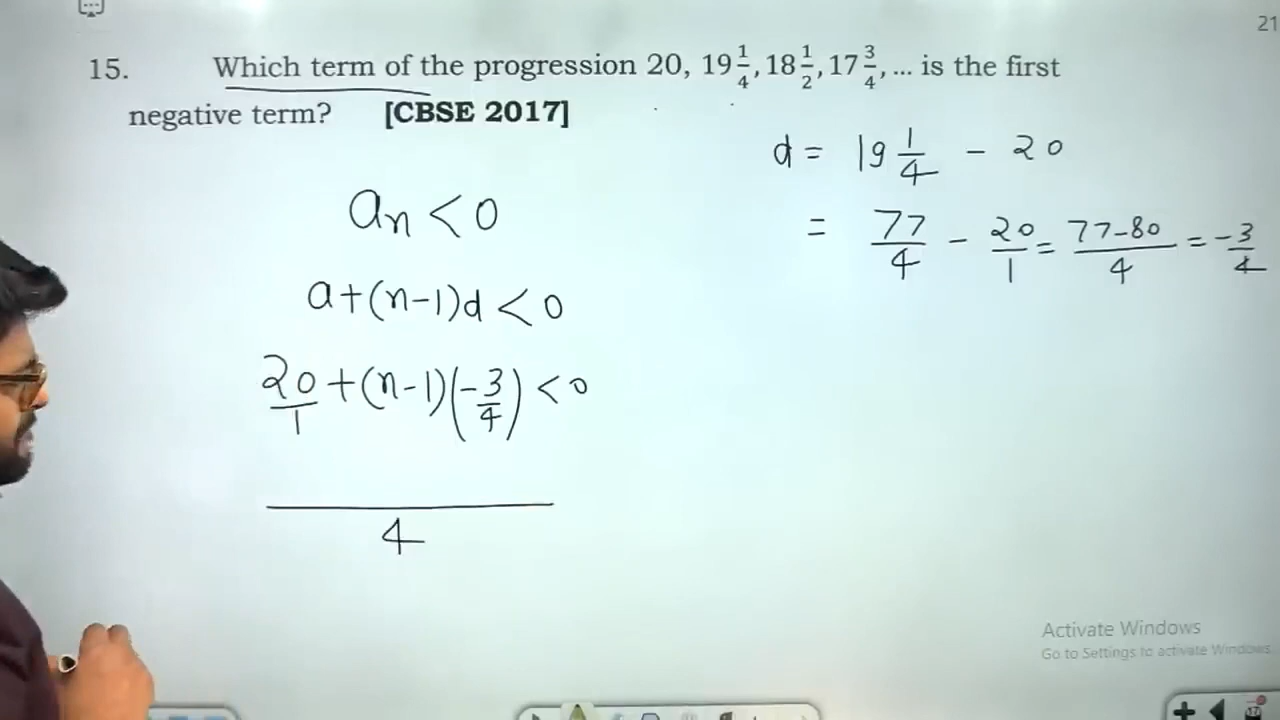 21
15. Which term of the progression 20, 19 1/4, 18 1/2, 17 3/4, ... is the first
negative term? [CBSE 2017]
d = 19 1/4 - 20
= 77/4 - 20/1 = 77-80/4 = -3/4
an < 0
a+(n-1)d < 0
20/1 + (n-1)(-3/4) < 0
4
Activate Windows
Go to Settings to activate Windows.
17